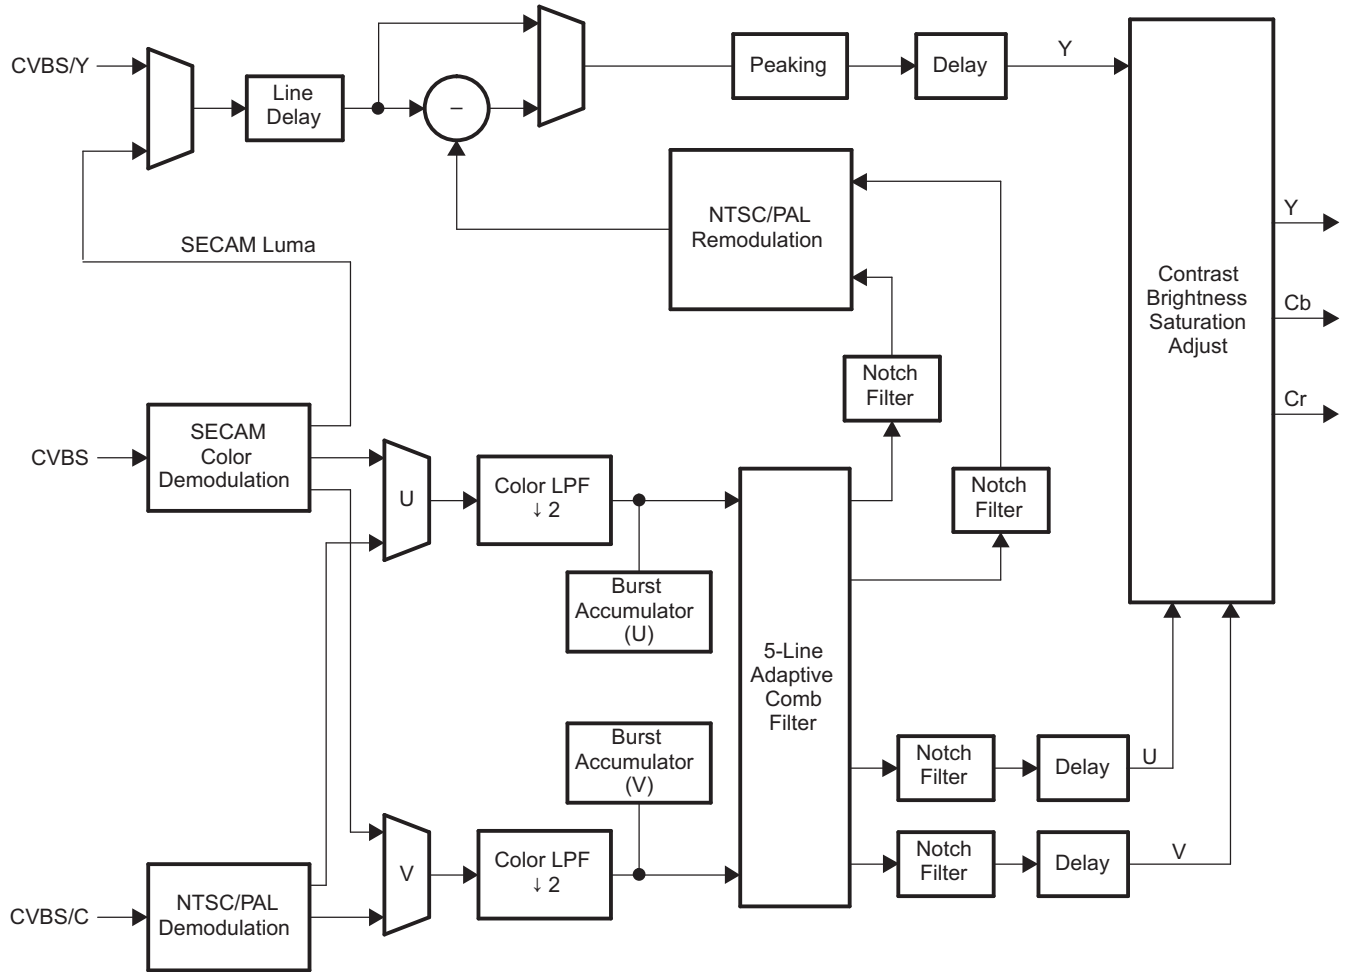 CVBS/Y
Line
Delay
–
Peaking
Delay
Y
NTSC/PAL
Remodulation
SECAM Luma
Contrast
Brightness
Saturation
Adjust
Y
Cb
Cr
Notch
Filter
Notch
Filter
CVBS
SECAM
Color
Demodulation
U
Color LPF
↓ 2
Burst
Accumulator
(U)
5-Line
Adaptive
Comb
Filter
Burst
Accumulator
(V)
Notch
Filter
Delay
U
Notch
Filter
Delay
V
CVBS/C
NTSC/PAL
Demodulation
V
Color LPF
↓ 2